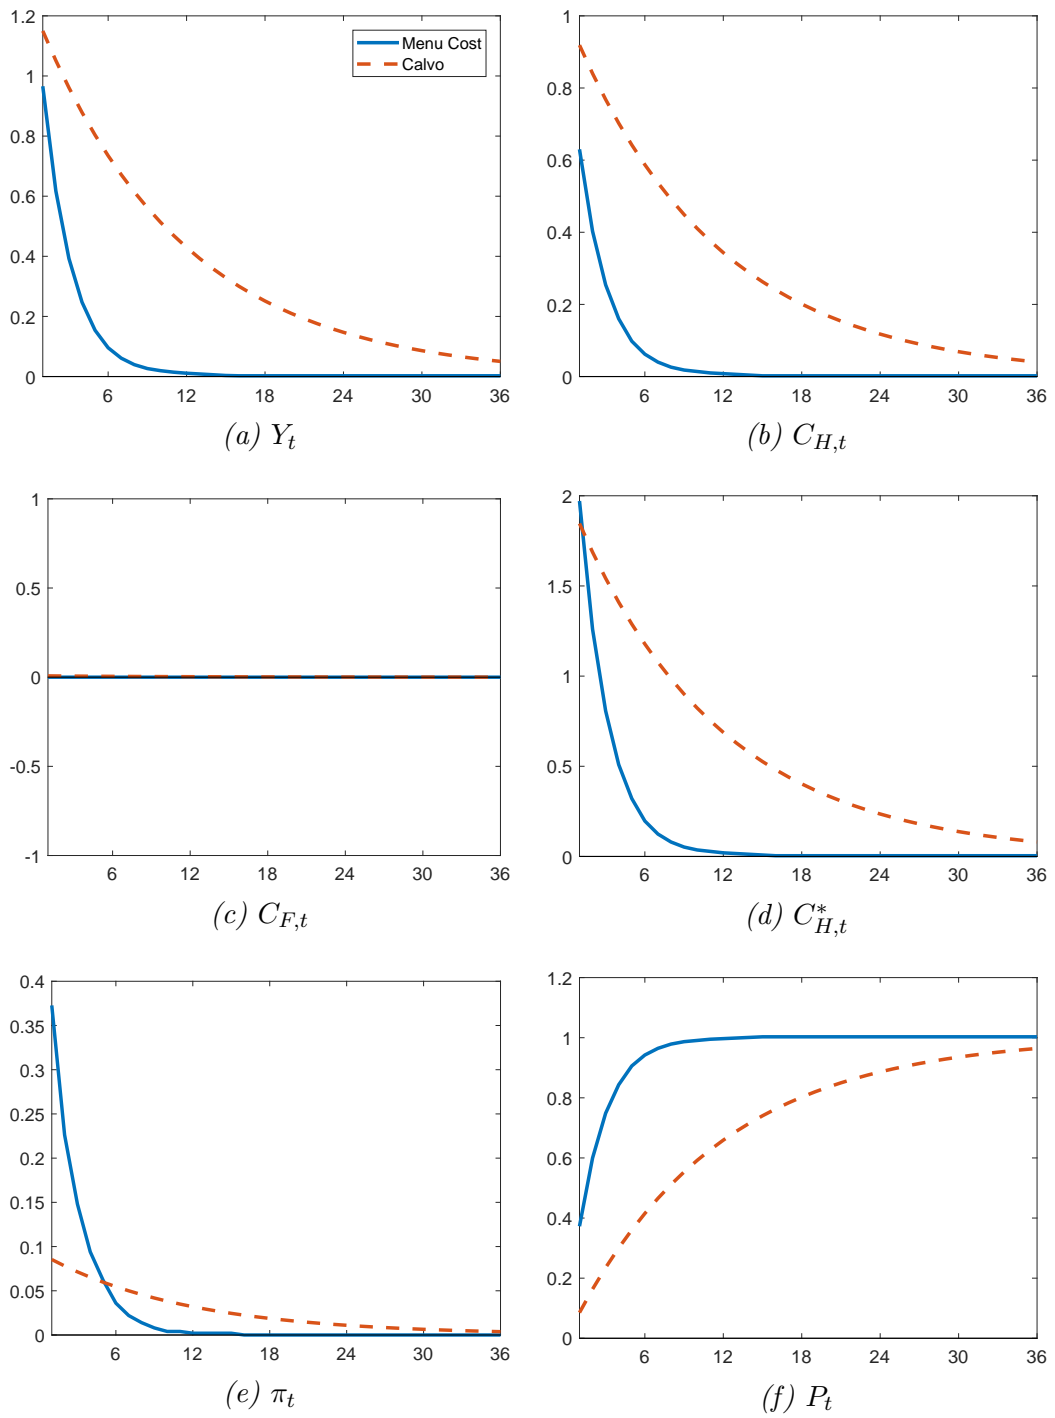 1.2
1
0.8
0.6
0.4
0.2
0
6 12 18 24 30 36
Menu Cost
Calvo
(a) Y_t
1
0.8
0.6
0.4
0.2
0
6 12 18 24 30 36
(b) C_{H,t}
1
0.5
0
-0.5
-1
6 12 18 24 30 36
(c) C_{F,t}
2
1.5
1
0.5
0
6 12 18 24 30 36
(d) C^*_{H,t}
0.4
0.35
0.3
0.25
0.2
0.15
0.1
0.05
0
6 12 18 24 30 36
(e) π_t
1.2
1
0.8
0.6
0.4
0.2
0
6 12 18 24 30 36
(f) P_t